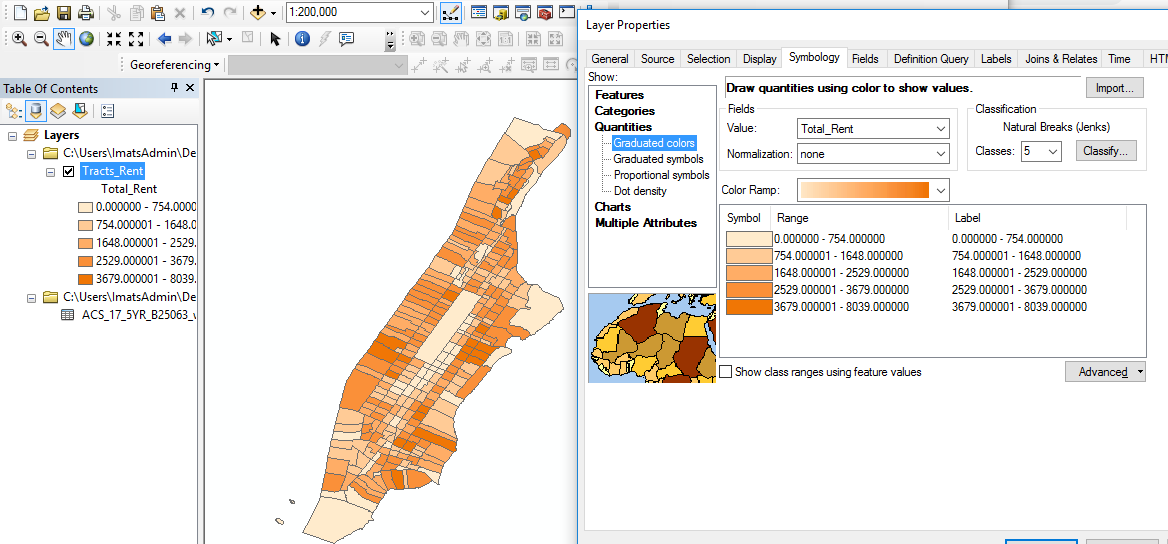 1:200,000
Georeferencing
Table Of Contents
Layers
C:\Users\ImatsAdmin\De
Tracts_Rent
Total_Rent
0.000000 - 754.0000
754.000001 - 1648.
1648.000001 - 2529.
2529.000001 - 3679.
3679.000001 - 8039.
C:\Users\ImatsAdmin\De
ACS_17_5YR_B25063_
Layer Properties
General Source Selection Display Symbology Fields Definition Query Labels Joins & Relates Time HTM
Show:
Features
Categories
Quantities
Graduated colors
Graduated symbols
Proportional symbols
Dot density
Charts
Multiple Attributes
Draw quantities using color to show values.
Import...
Fields
Value: Total_Rent
Normalization: none
Classification
Natural Breaks (Jenks)
Classes: 5 Classify...
Color Ramp:
Symbol Range Label
0.000000 - 754.000000 0.000000 - 754.000000
754.000001 - 1648.000000 754.000001 - 1648.000000
1648.000001 - 2529.000000 1648.000001 - 2529.000000
2529.000001 - 3679.000000 2529.000001 - 3679.000000
3679.000001 - 8039.000000 3679.000001 - 8039.000000
Show class ranges using feature values
Advanced